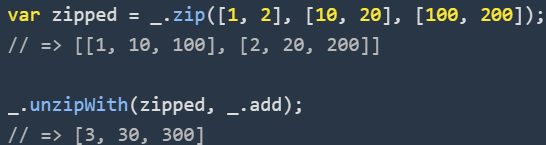 var zipped = _.zip([1, 2], [10, 20], [100, 200]);
// => [[1, 10, 100], [2, 20, 200]]
_.unzipWith(zipped, _.add);
// => [3, 30, 300]